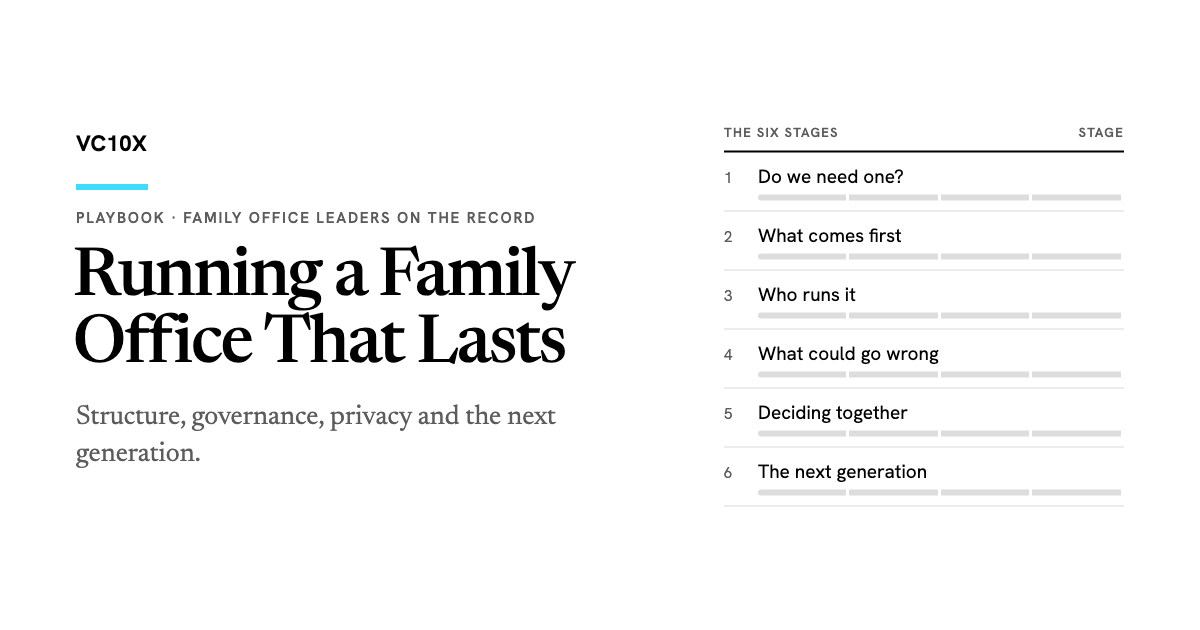 VC10X
PLAYBOOK · FAMILY OFFICE LEADERS ON THE RECORD
Running a Family
Office That Lasts
Structure, governance, privacy and the next
generation.
THE SIX STAGES STAGE
1 Do we need one?
2 What comes first
3 Who runs it
4 What could go wrong
5 Deciding together
6 The next generation